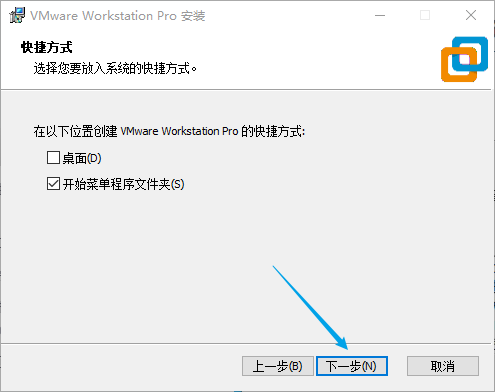 VMware Workstation Pro 安装
快捷方式
选择您要放入系统的快捷方式。
在以下位置创建 VMware Workstation Pro 的快捷方式:
桌面(D)
开始菜单程序文件夹(S)
上一步(B) 下一步(N) 取消